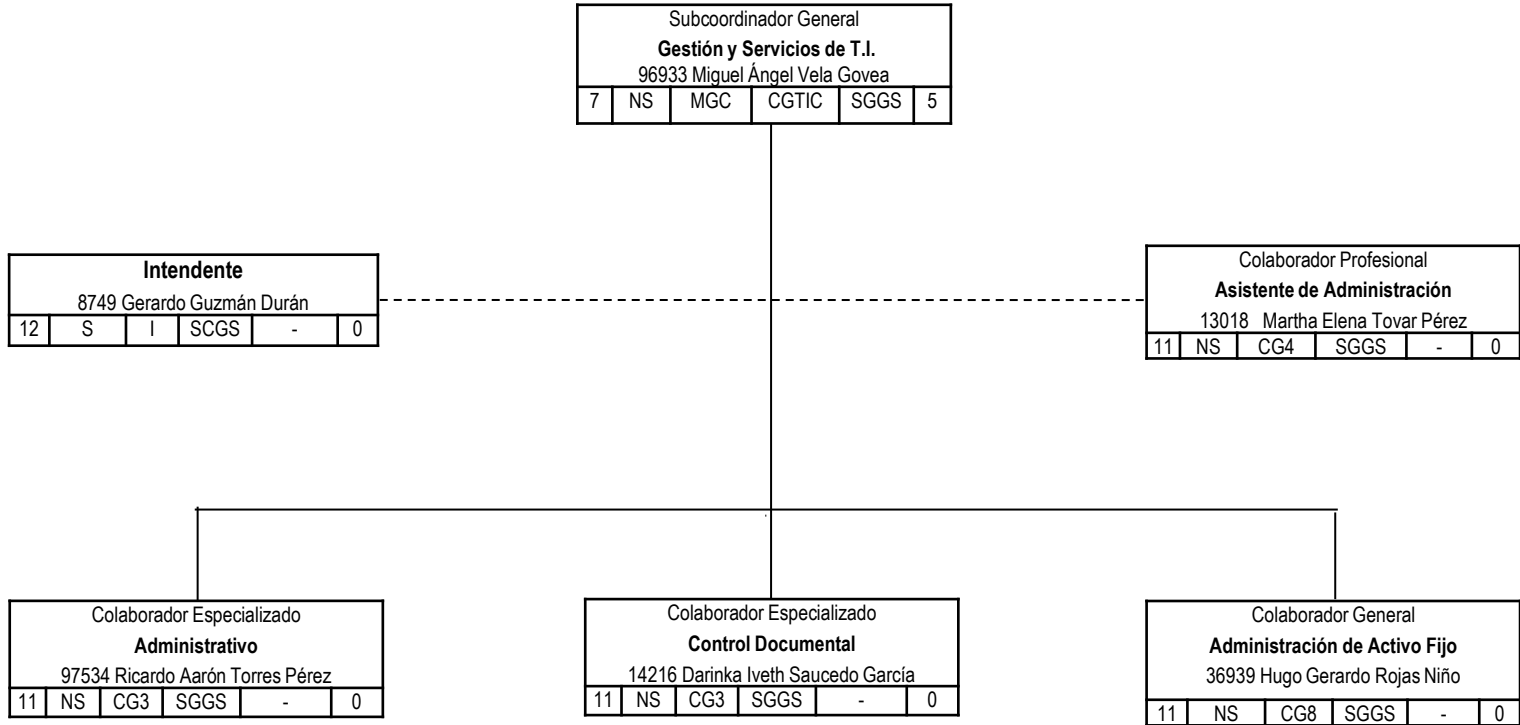 Subcoordinador General
Gestión y Servicios de T.I.
96933 Miguel Ángel Vela Govea
7 NS MGC CGTIC SGGS 5
Intendente
8749 Gerardo Guzmán Durán
12 S I SCGS - 0
Colaborador Profesional
Asistente de Administración
13018 Martha Elena Tovar Pérez
11 NS CG4 SGGS - 0
Colaborador Especializado
Administrativo
97534 Ricardo Aarón Torres Pérez
11 NS CG3 SGGS - 0
Colaborador Especializado
Control Documental
14216 Darinka Iveth Saucedo García
11 NS CG3 SGGS - 0
Colaborador General
Administración de Activo Fijo
36939 Hugo Gerardo Rojas Niño
11 NS CG8 SGGS - 0